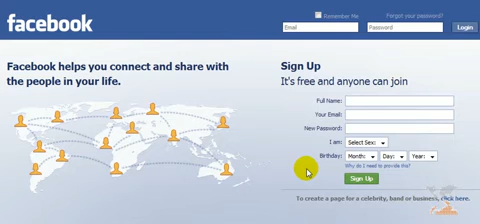 facebook
Remember Me
Forgot your password?
Email
Password
Login
Facebook helps you connect and share with
the people in your life.
Sign Up
It's free and anyone can join
Full Name:
Your Email:
New Password:
I am: Select Sex:
Birthday: Month: Day: Year:
Why do I need to provide this?
Sign Up
To create a page for a celebrity, band or business, click here.